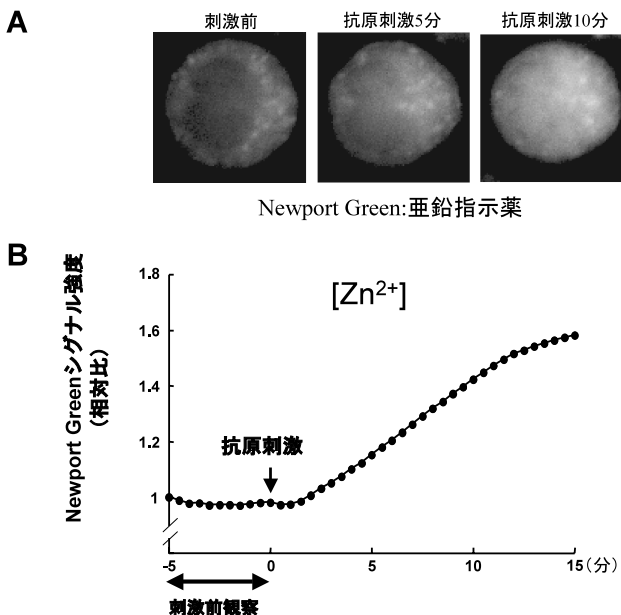 A
刺激前
抗原刺激5分
抗原刺激10分
Newport Green:亜鉛指示薬
B
Newport Greenシグナル強度
(相対比)
[Zn2+]
1.8
1.6
1.4
1.2
1
抗原刺激
-5
0
5
10
15(分)
刺激前観察